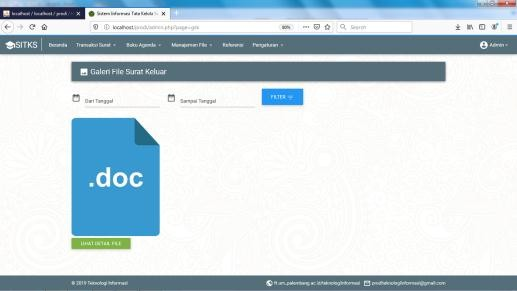 localhost / localhost / prodi /
Sistem Informasi Tata Kelola S
localhost/prodi/admin.php?page=gsk
80%
Search
SITKS
Beranda
Transaksi Surat
Buku Agenda
Manajemen File
Referensi
Pengaturan
Admin
Galeri File Surat Keluar
Dari Tanggal
Sampai Tanggal
FILTER
.doc
LIHAT DETAIL FILE
© 2019 Teknologi Informasi
ft.um_palembang.ac.id/teknologiinformasi
proditeknologiinformasi@gmail.com